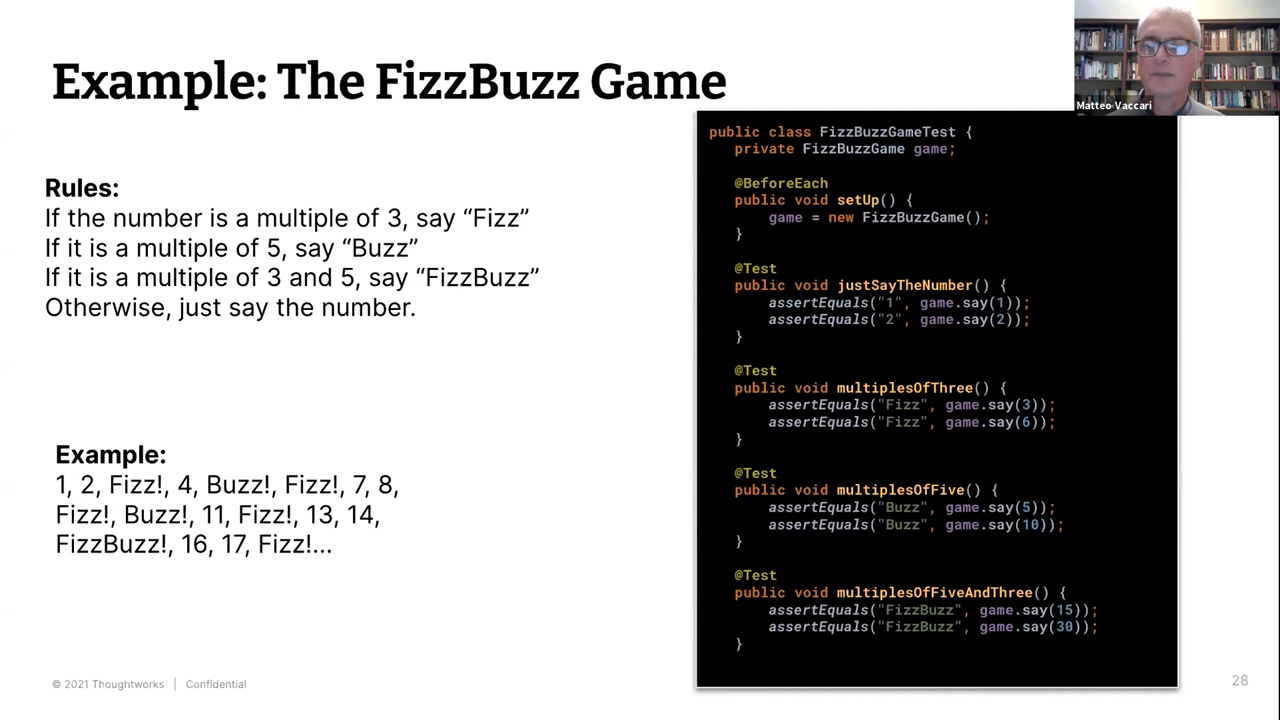 Example: The FizzBuzz Game
Matteo Vaccari
Rules:
If the number is a multiple of 3, say “Fizz”
If it is a multiple of 5, say “Buzz”
If it is a multiple of 3 and 5, say “FizzBuzz”
Otherwise, just say the number.
Example:
1, 2, Fizz!, 4, Buzz!, Fizz!, 7, 8,
Fizz!, Buzz!, 11, Fizz!, 13, 14,
FizzBuzz!, 16, 17, Fizz!...
public class FizzBuzzGameTest {
private FizzBuzzGame game;
@BeforeEach
public void setUp() {
game = new FizzBuzzGame();
}
@Test
public void justSayTheNumber() {
assertEquals("1", game.say(1));
assertEquals("2", game.say(2));
}
@Test
public void multiplesOfThree() {
assertEquals("Fizz", game.say(3));
assertEquals("Fizz", game.say(6));
}
@Test
public void multiplesOfFive() {
assertEquals("Buzz", game.say(5));
assertEquals("Buzz", game.say(10));
}
@Test
public void multiplesOfFiveAndThree() {
assertEquals("FizzBuzz", game.say(15));
assertEquals("FizzBuzz", game.say(30));
}
© 2021 Thoughtworks | Confidential
28